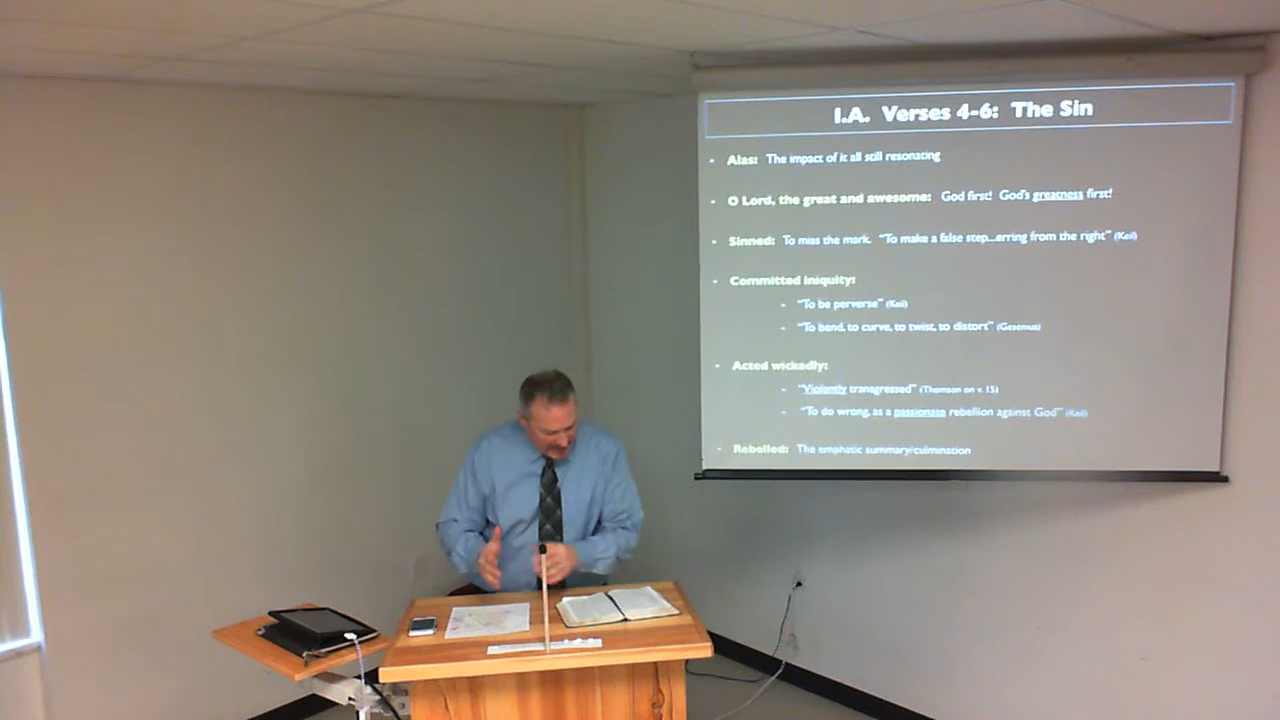 I.A. Verses 4-6: The Sin
- Alas: The impact of it all still resonating
- O Lord, the great and awesome: God first! God's greatness first!
- Sinned: To miss the mark. "To make a false step...erring from the right" (Keil)
- Committed iniquity:
- "To be perverse" (Keil)
- "To bend, to curve, to twist, to distort" (Gesenius)
- Acted wickedly:
- "Violently transgressed" (Thomson on v. 15)
- "To do wrong, as a passionate rebellion against God" (Keil)
- Rebelled: The emphatic summary/culmination